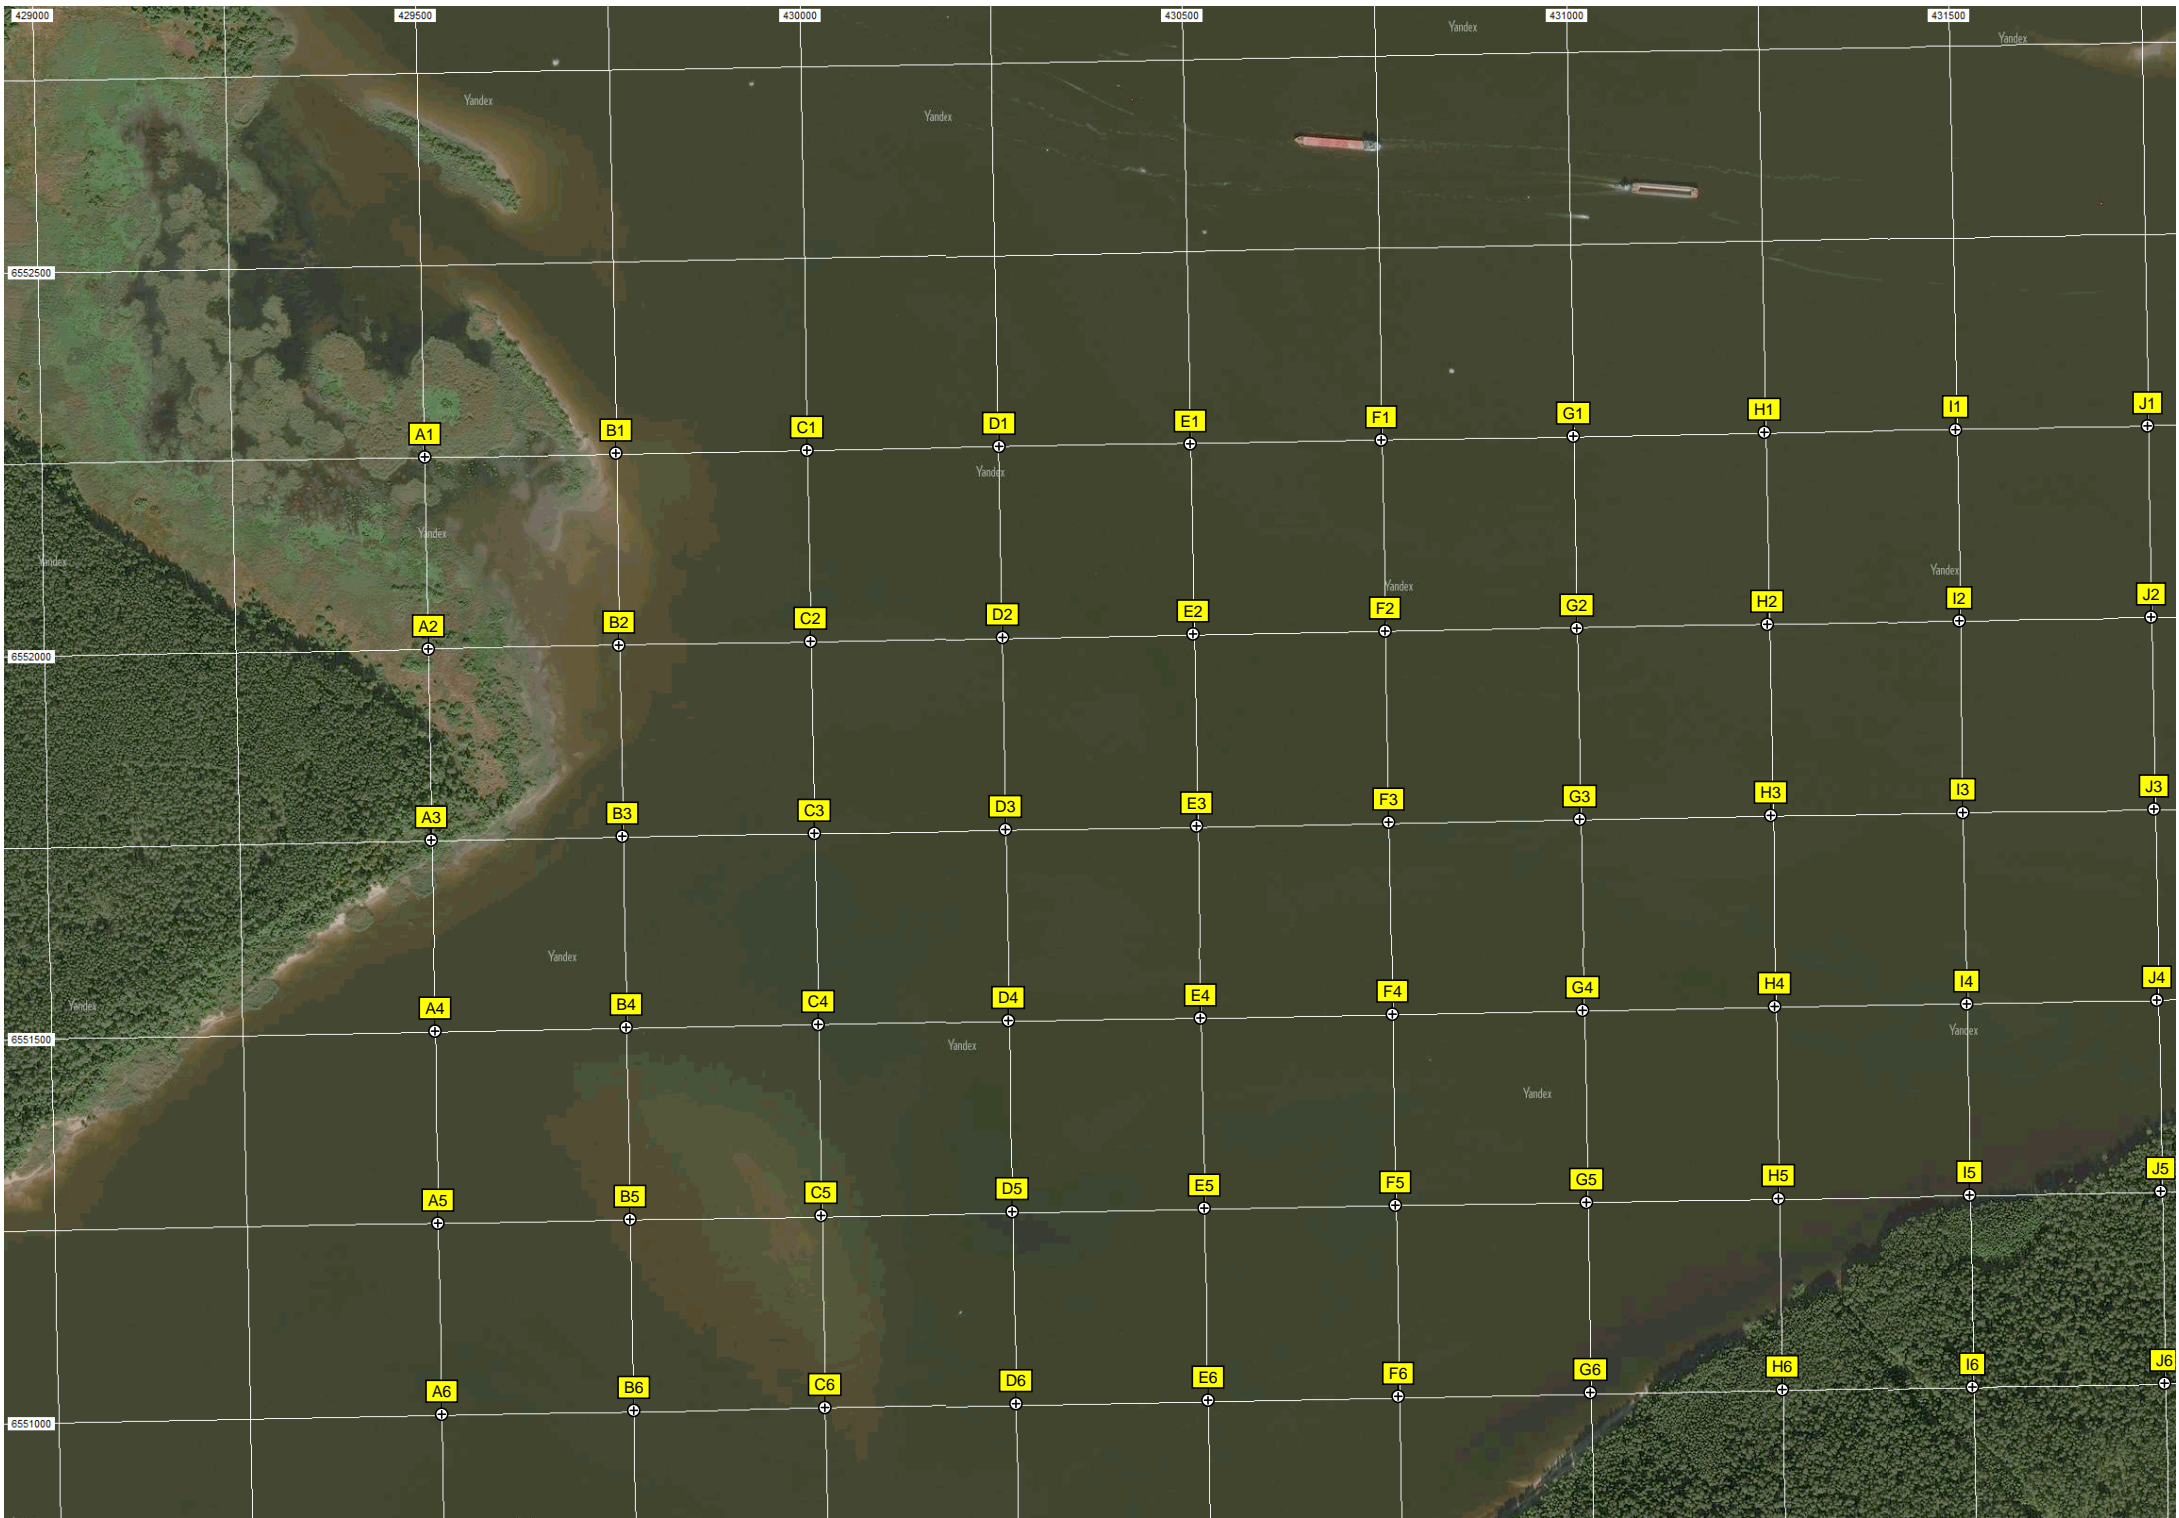 429000 429500 430000 430500 431000 431500
Yandex
Yandex
Yandex
Yandex
6552500
A1 B1 C1 D1 E1 F1 G1 H1 I1 J1
Yandex
Yandex
Yandex
Yandex
Yandex
A2 B2 C2 D2 E2 F2 G2 H2 I2 J2
6552000
A3 B3 C3 D3 E3 F3 G3 H3 I3 J3
Yandex
Yandex
A4 B4 C4 D4 E4 F4 G4 H4 I4 J4
6551500
Yandex
Yandex
Yandex
A5 B5 C5 D5 E5 F5 G5 H5 I5 J5
A6 B6 C6 D6 E6 F6 G6 H6 I6 J6
6551000